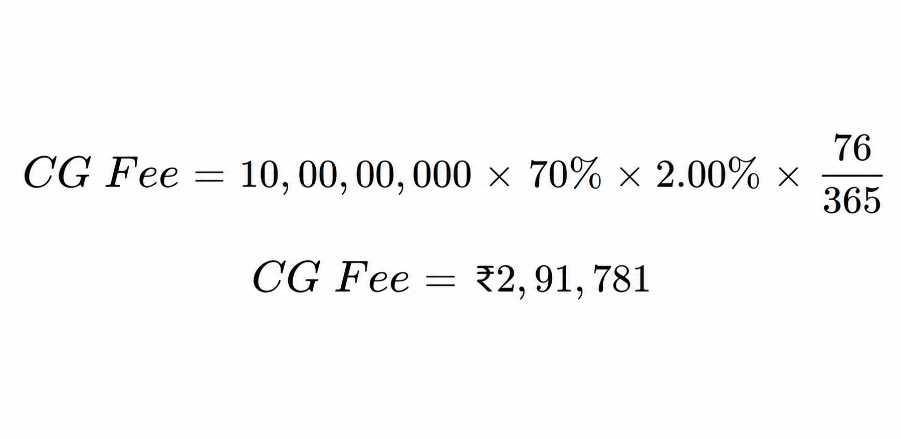 CG Fee = 10,00,00,000 × 70% × 2.00% × 76/365
CG Fee = ₹2,91,781